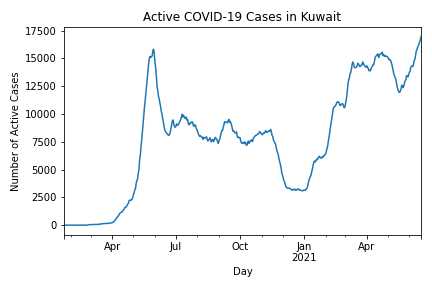 Active COVID-19 Cases in Kuwait
17500
15000
12500
10000
7500
5000
2500
0
Number of Active Cases
Apr Jul Oct Jan Apr
2021
Day